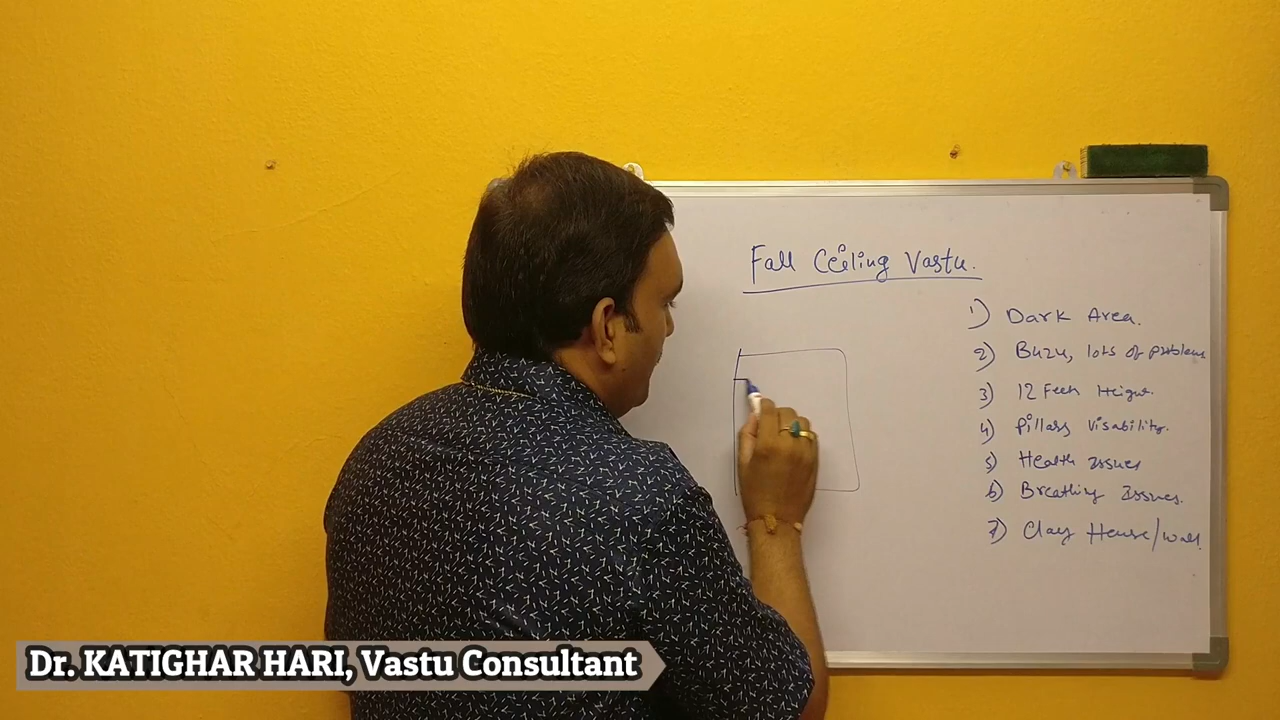 Fall Ceiling Vastu.
1) Dark Area.
2) Buzu, lots of problems
3) 12 Feet Height.
4) Pillars Visability.
5) Health Issues
6) Breathing Issues.
7) Clay House/wall
Dr. KATIGHAR HARI, Vastu Consultant